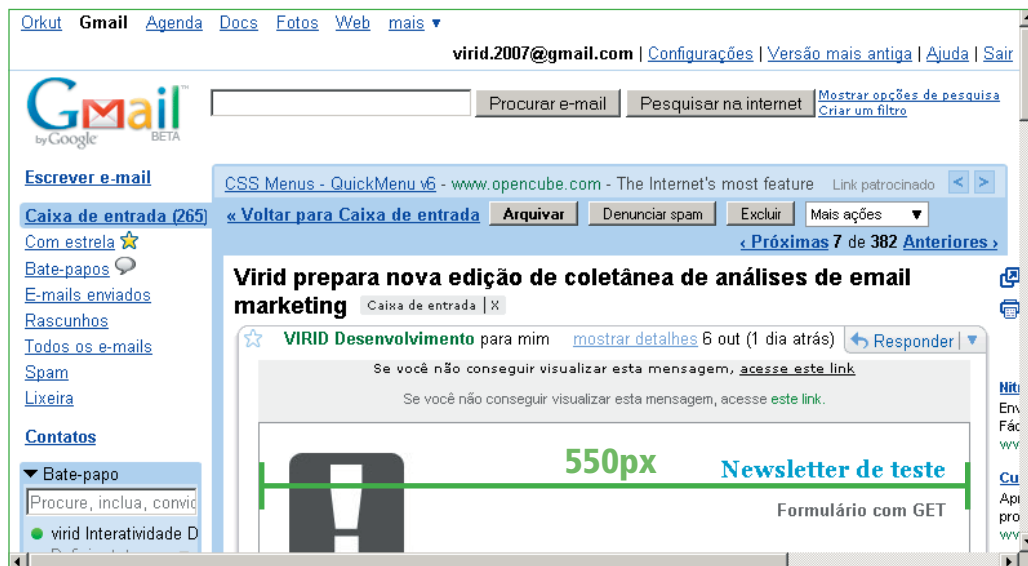 Orkut Gmail Agenda Docs Fotos Web mais ▼
virid.2007@gmail.com | Configurações | Versão mais antiga | Ajuda | Sair
Gmail
by Google BETA
Procurar e-mail Pesquisar na internet
Mostrar opções de pesquisa
Criar um filtro
Escrever e-mail
Caixa de entrada (265)
Com estrela
Bate-papos
E-mails enviados
Rascunhos
Todos os e-mails
Spam
Lixeira
Contatos
▼ Bate-papo
Procure, inclua, convid
virid Interatividade D
CSS Menus - QuickMenu v6 - www.opencube.com - The Internet's most feature Link patrocinado < >
« Voltar para Caixa de entrada Arquivar Denunciar spam Excluir Mais ações ▼
‹ Próximas 7 de 382 Anteriores ›
Virid prepara nova edição de coletânea de análises de email
marketing Caixa de entrada | X
VIRID Desenvolvimento para mim mostrar detalhes 6 out (1 dia atrás) Responder ▼
Se você não conseguir visualizar esta mensagem, acesse este link
Se você não conseguir visualizar esta mensagem, acesse este link.
550px
Newsletter de teste
Formulário com GET
!